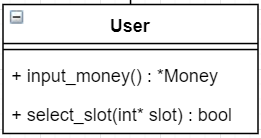 User
+ input_money() : *Money
+ select_slot(int* slot) : bool